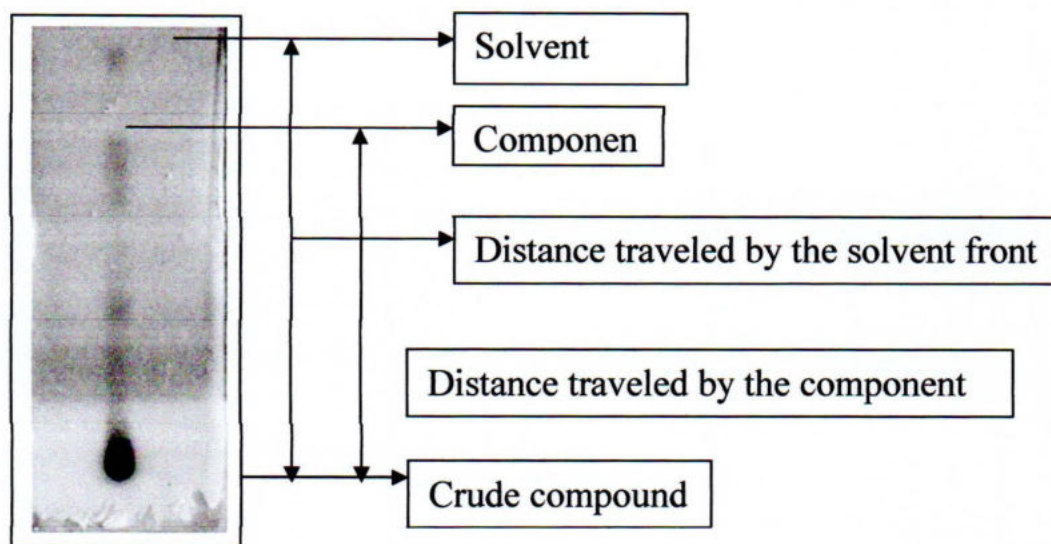 Solvent
Componen
Distance traveled by the solvent front
Distance traveled by the component
Crude compound